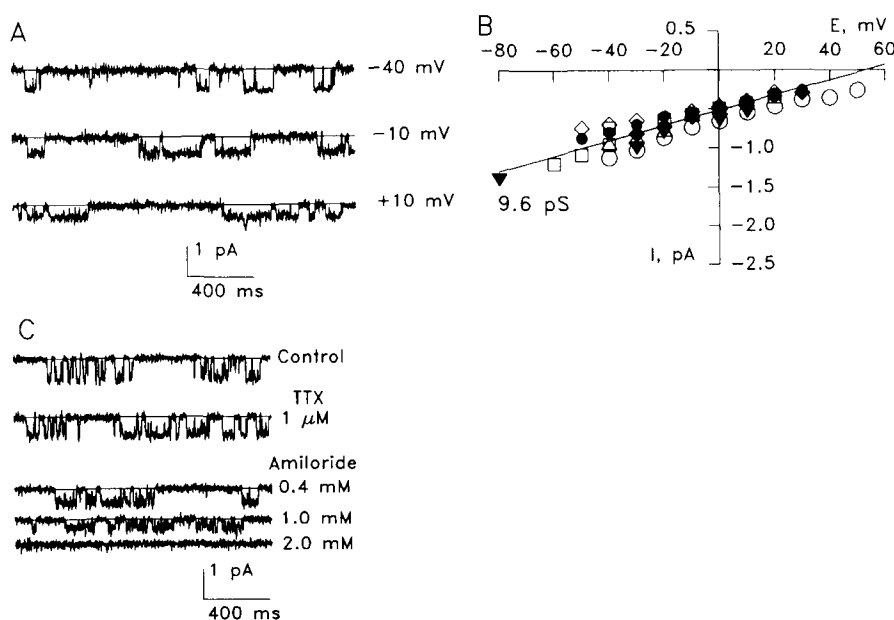 A
−40 mV
−10 mV
+10 mV
1 pA
400 ms
B
0.5
E, mV
−80 −60 −40 −20 20 40 60
−1.0
−1.5
−2.0
−2.5
9.6 pS
I, pA
C
Control
TTX
1 μM
Amiloride
0.4 mM
1.0 mM
2.0 mM
1 pA
400 ms